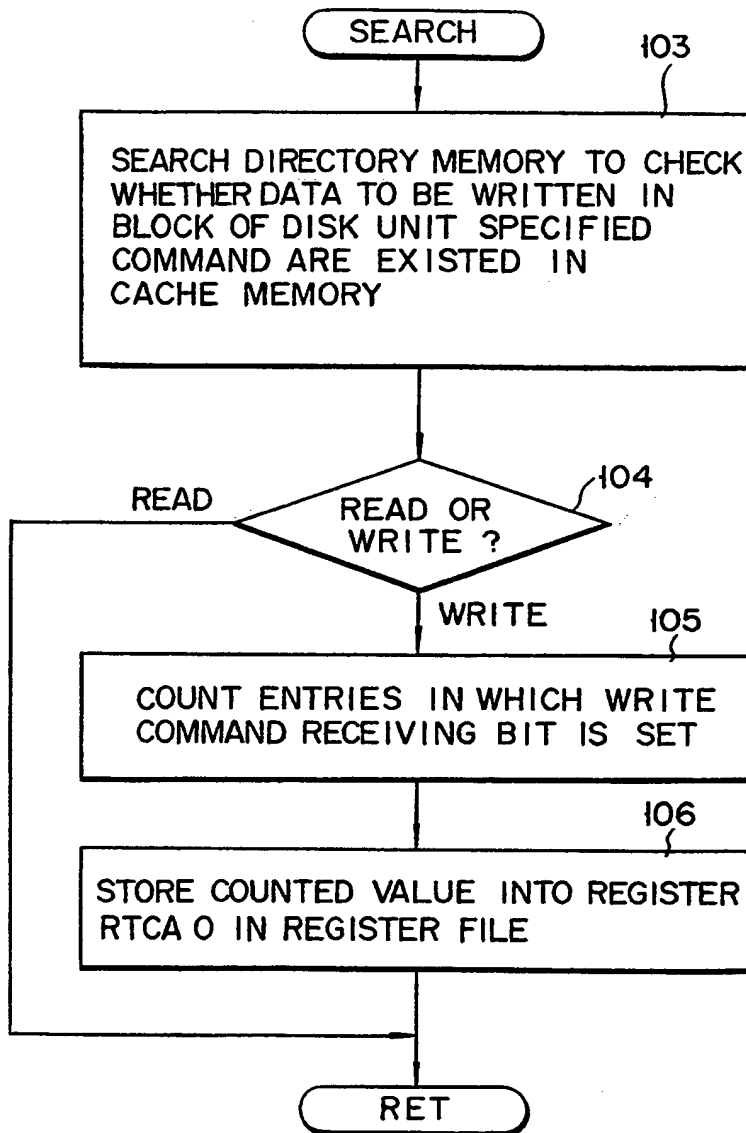 SEARCH
103
SEARCH DIRECTORY MEMORY TO CHECK
WHETHER DATA TO BE WRITTEN IN
BLOCK OF DISK UNIT SPECIFIED
COMMAND ARE EXISTED IN
CACHE MEMORY
104
READ
READ OR
WRITE ?
WRITE
105
COUNT ENTRIES IN WHICH WRITE
COMMAND RECEIVING BIT IS SET
106
STORE COUNTED VALUE INTO REGISTER
RTCA 0 IN REGISTER FILE
RET